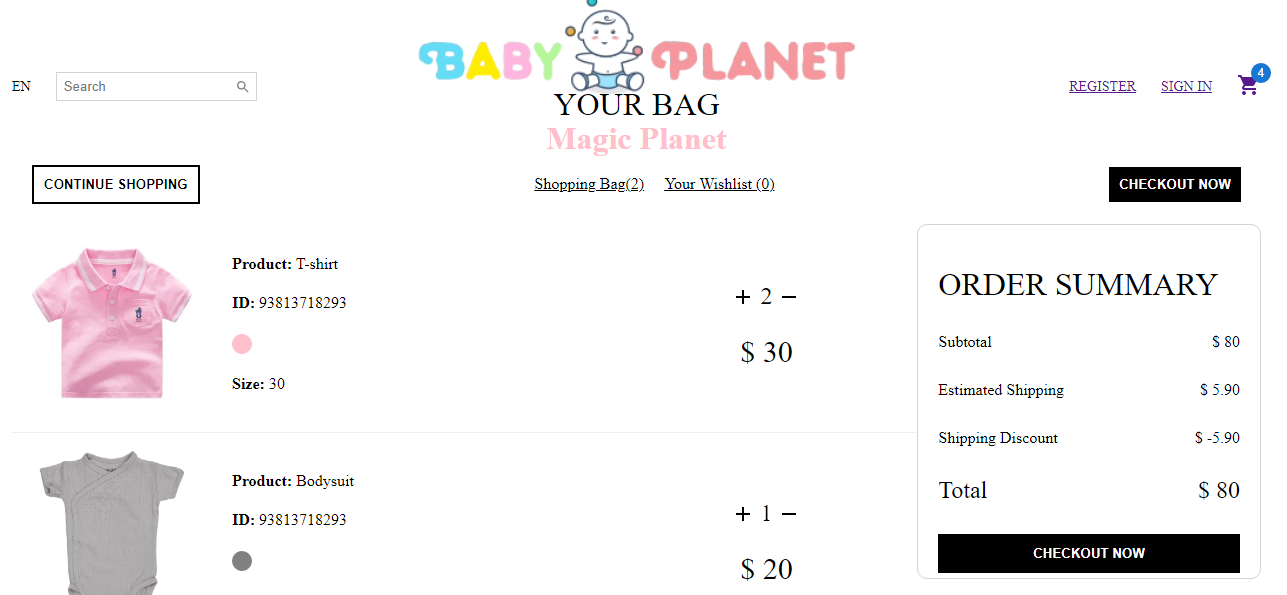 BABY PLANET
EN
Search
REGISTER
SIGN IN
4
YOUR BAG
Magic Planet
CONTINUE SHOPPING
Shopping Bag(2)
Your Wishlist (0)
CHECKOUT NOW
Product: T-shirt
ID: 93813718293
Size: 30
+ 2 −
$ 30
Product: Bodysuit
ID: 93813718293
+ 1 −
$ 20
ORDER SUMMARY
Subtotal $ 80
Estimated Shipping $ 5.90
Shipping Discount $ -5.90
Total $ 80
CHECKOUT NOW